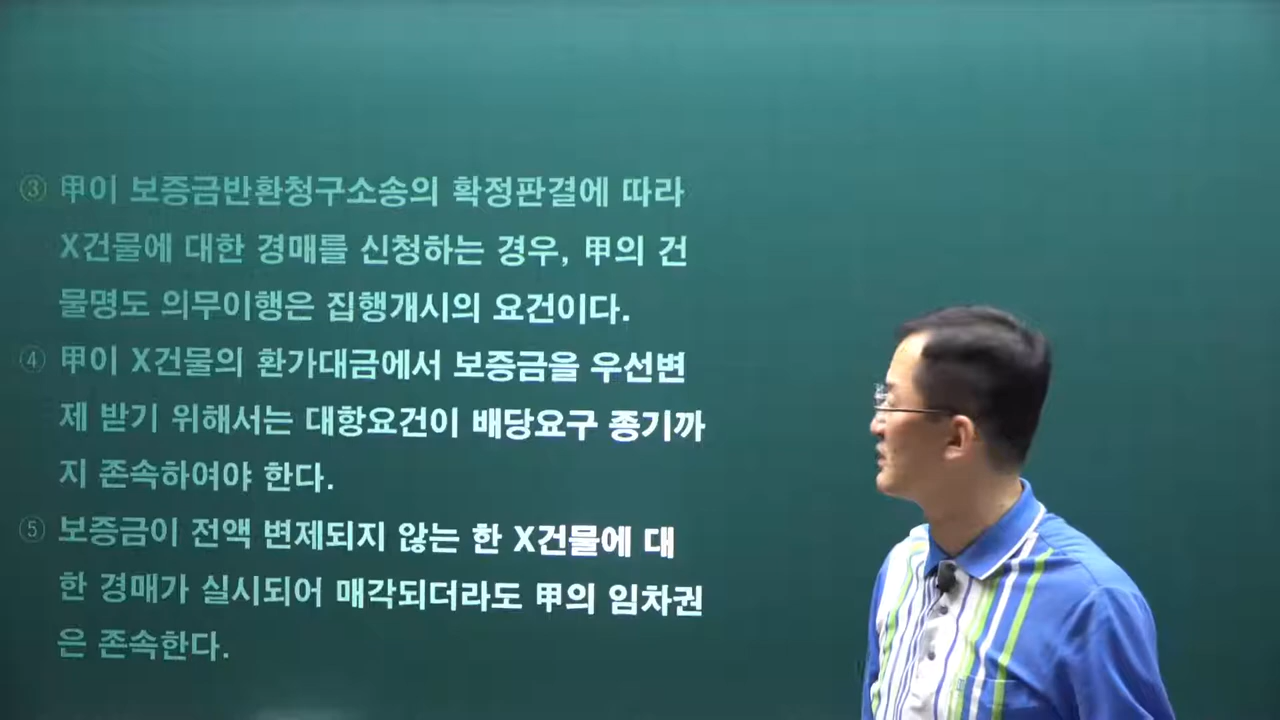 ③ 甲이 보증금반환청구소송의 확정판결에 따라
X건물에 대한 경매를 신청하는 경우, 甲의 건
물명도 의무이행은 집행개시의 요건이다.
④ 甲이 X건물의 환가대금에서 보증금을 우선변
제 받기 위해서는 대항요건이 배당요구 종기까
지 존속하여야 한다.
⑤ 보증금이 전액 변제되지 않는 한 X건물에 대
한 경매가 실시되어 매각되더라도 甲의 임차권
은 존속한다.